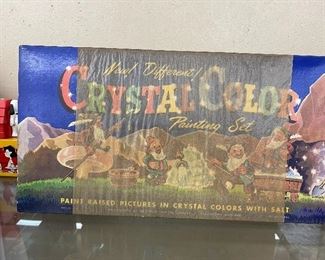 New! Different!
CRYSTAL COLOR
Painting Set
PAINT RAISED PICTURES IN CRYSTAL COLORS WITH SALT